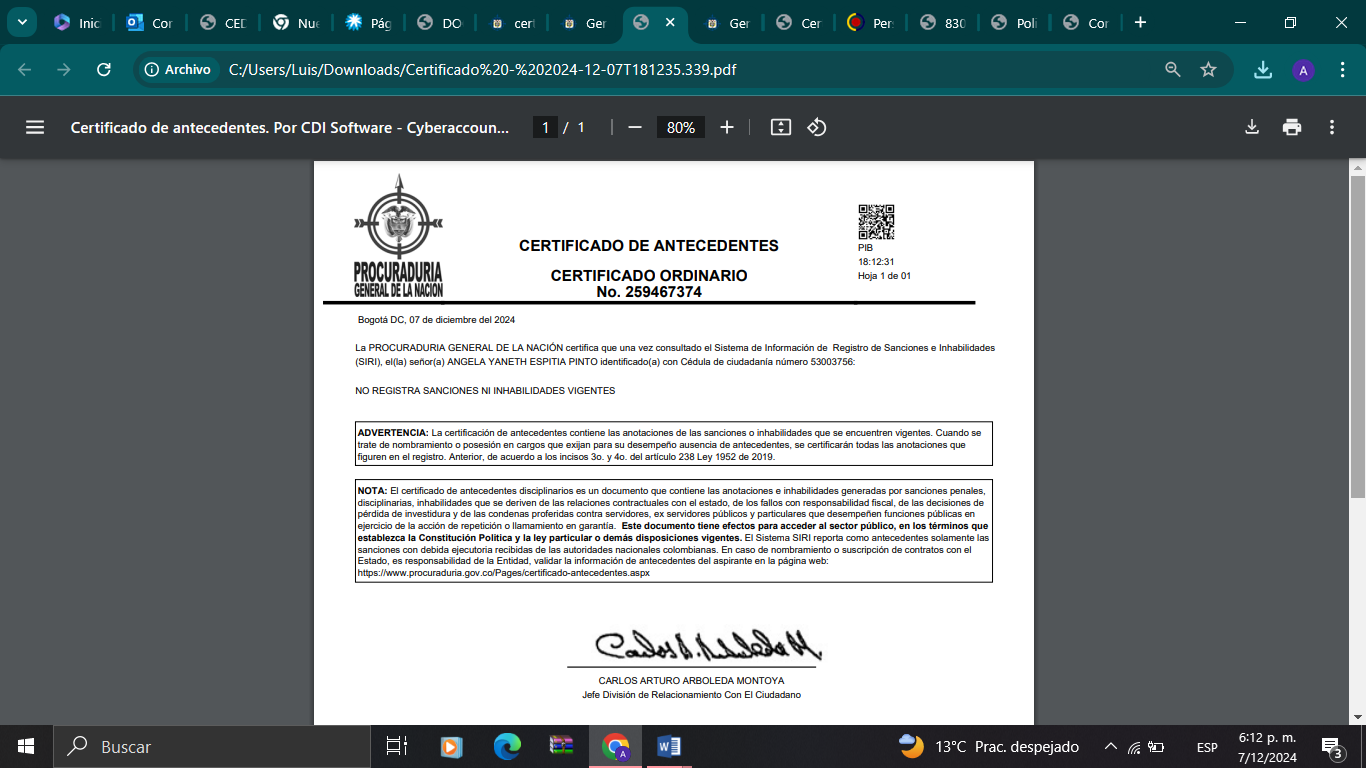 Inic
Cor
CED
Nue
Pág
DO
cert
Ger
Ger
Cer
Pers
830
Poli
Cor
Archivo
C:/Users/Luis/Downloads/Certificado%20-%202024-12-07T181235.339.pdf
A
Certificado de antecedentes. Por CDI Software - Cyberaccoun...
1 / 1
80%
PROCURADURIA
GENERAL DE LA NACIÓN
CERTIFICADO DE ANTECEDENTES
CERTIFICADO ORDINARIO
No. 259467374
PIB
18:12:31
Hoja 1 de 01
Bogotá DC, 07 de diciembre del 2024
La PROCURADURIA GENERAL DE LA NACIÓN certifica que una vez consultado el Sistema de Información de Registro de Sanciones e Inhabilidades
(SIRI), el(la) señor(a) ANGELA YANETH ESPITIA PINTO identificado(a) con Cédula de ciudadanía número 53003756:
NO REGISTRA SANCIONES NI INHABILIDADES VIGENTES
ADVERTENCIA: La certificación de antecedentes contiene las anotaciones de las sanciones o inhabilidades que se encuentren vigentes. Cuando se
trate de nombramiento o posesión en cargos que exijan para su desempeño ausencia de antecedentes, se certificarán todas las anotaciones que
figuren en el registro. Anterior, de acuerdo a los incisos 3o. y 4o. del artículo 238 Ley 1952 de 2019.
NOTA: El certificado de antecedentes disciplinarios es un documento que contiene las anotaciones e inhabilidades generadas por sanciones penales,
disciplinarias, inhabilidades que se deriven de las relaciones contractuales con el estado, de los fallos con responsabilidad fiscal, de las decisiones de
pérdida de investidura y de las condenas proferidas contra servidores, ex servidores públicos y particulares que desempeñen funciones públicas en
ejercicio de la acción de repetición o llamamiento en garantía. Este documento tiene efectos para acceder al sector público, en los términos que
establezca la Constitución Política y la ley particular o demás disposiciones vigentes. El Sistema SIRI reporta como antecedentes solamente las
sanciones con debida ejecutoria recibidas de las autoridades nacionales colombianas. En caso de nombramiento o suscripción de contratos con el
Estado, es responsabilidad de la Entidad, validar la información de antecedentes del aspirante en la página web:
https://www.procuraduria.gov.co/Pages/certificado-antecedentes.aspx
Carlos A. Arboleda M.
CARLOS ARTURO ARBOLEDA MONTOYA
Jefe División de Relacionamiento Con El Ciudadano
Buscar
13°C Prac. despejado
ESP
6:12 p. m.
7/12/2024
3